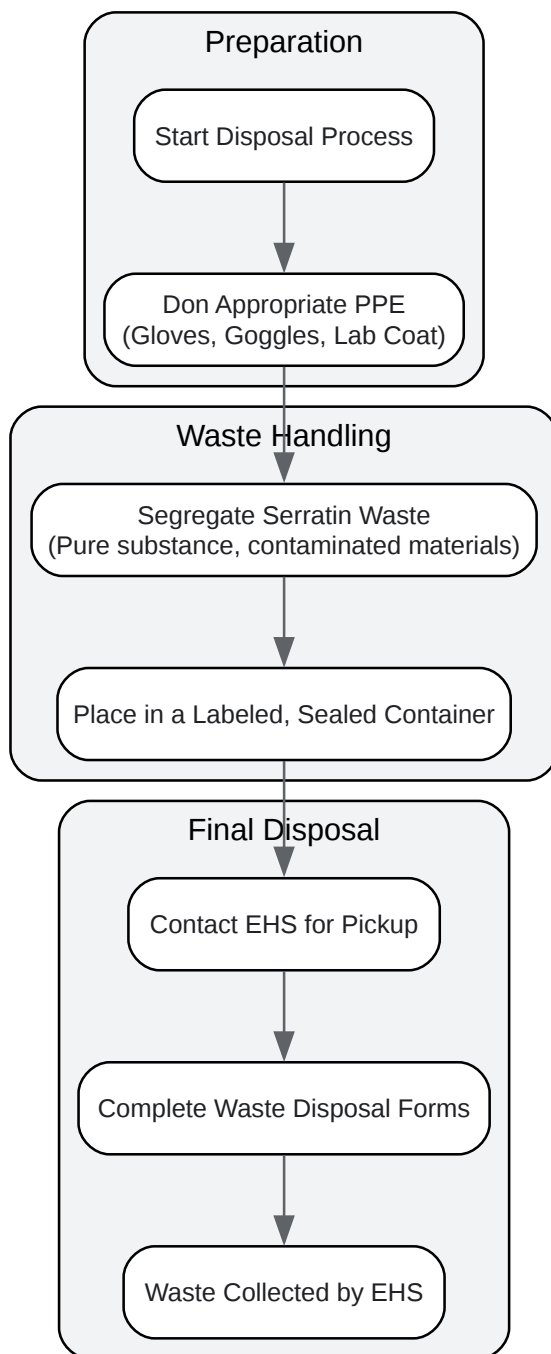 Preparation
Start Disposal Process
Don Appropriate PPE
(Gloves, Goggles, Lab Coat)
Waste Handling
Segregate Serratin Waste
(Pure substance, contaminated materials)
Place in a Labeled, Sealed Container
Final Disposal
Contact EHS for Pickup
Complete Waste Disposal Forms
Waste Collected by EHS